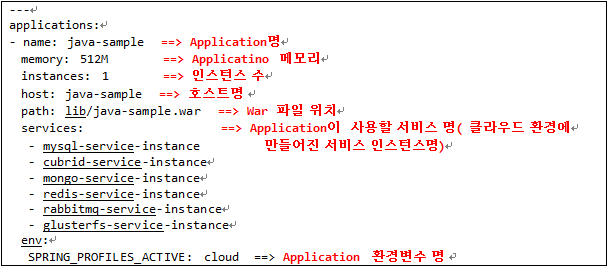 ---
applications:
- name: java-sample ==> Application명
memory: 512M ==> Applicatino 메모리
instances: 1 ==> 인스턴스 수
host: java-sample ==> 호스트명
path: lib/java-sample.war ==> War 파일 위치
services: ==> Application이 사용할 서비스 명( 클라우드 환경에
- mysql-service-instance 만들어진 서비스 인스턴스명)
- cubrid-service-instance
- mongo-service-instance
- redis-service-instance
- rabbitmq-service-instance
- glusterfs-service-instance
env:
SPRING_PROFILES_ACTIVE: cloud ==> Application 환경변수 명